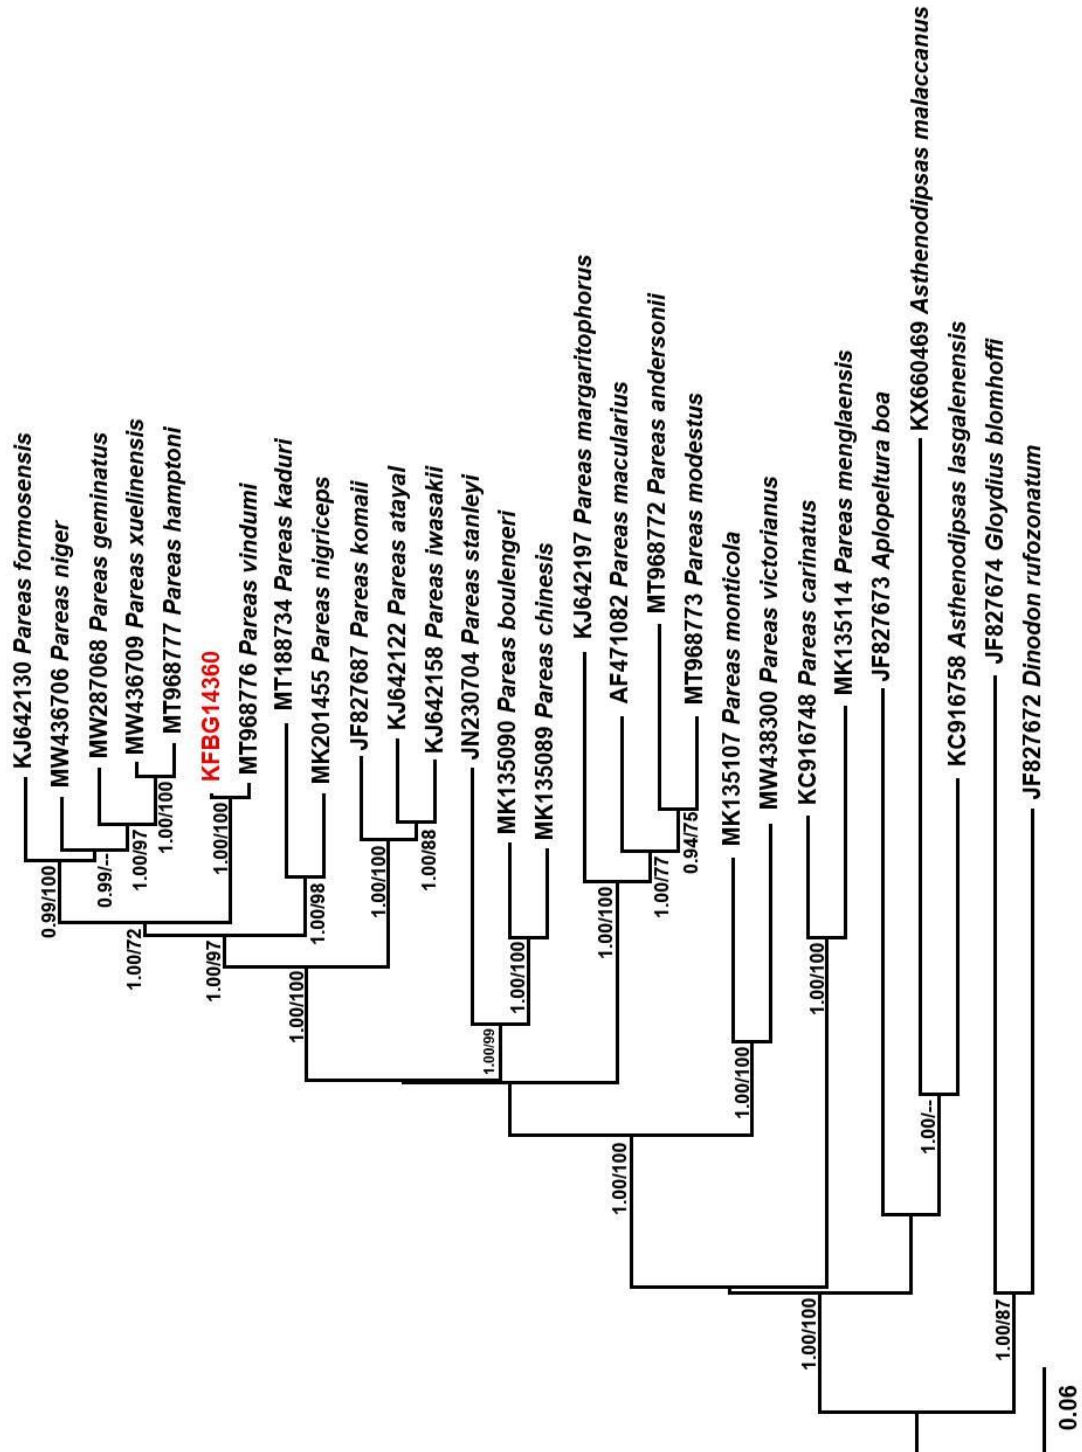 KJ642130 Pareas formosensis
MW436706 Pareas niger
MW287068 Pareas geminatus
MW436709 Pareas xuelinensis
MT968777 Pareas hamptoni
KFBG14360
MT968776 Pareas vindumi
MT188734 Pareas kaduri
MK201455 Pareas nigriceps
JF827687 Pareas komaii
KJ642122 Pareas atayal
KJ642158 Pareas iwasakii
JN230704 Pareas stanleyi
MK135090 Pareas boulengeri
MK135089 Pareas chinesis
KJ642197 Pareas margaritophorus
AF471082 Pareas macularius
MT968772 Pareas andersonii
MT968773 Pareas modestus
MK135107 Pareas monticola
MW438300 Pareas victorianus
KC916748 Pareas carinatus
MK135114 Pareas menglaensis
JF827673 Aplopeltura boa
KX660469 Asthenodipsas malaccanus
KC916758 Asthenodipsas lasgalenensis
JF827674 Gloydius blomhoffi
JF827672 Dinodon rufozonatum
0.99/100
0.99/--
1.00/97
1.00/100
1.00/100
1.00/72
1.00/97
1.00/98
1.00/100
1.00/100
1.00/88
1.00/99
1.00/100
1.00/100
1.00/77
0.94/75
1.00/100
1.00/100
1.00/100
1.00/100
1.00/--
1.00/87
0.06